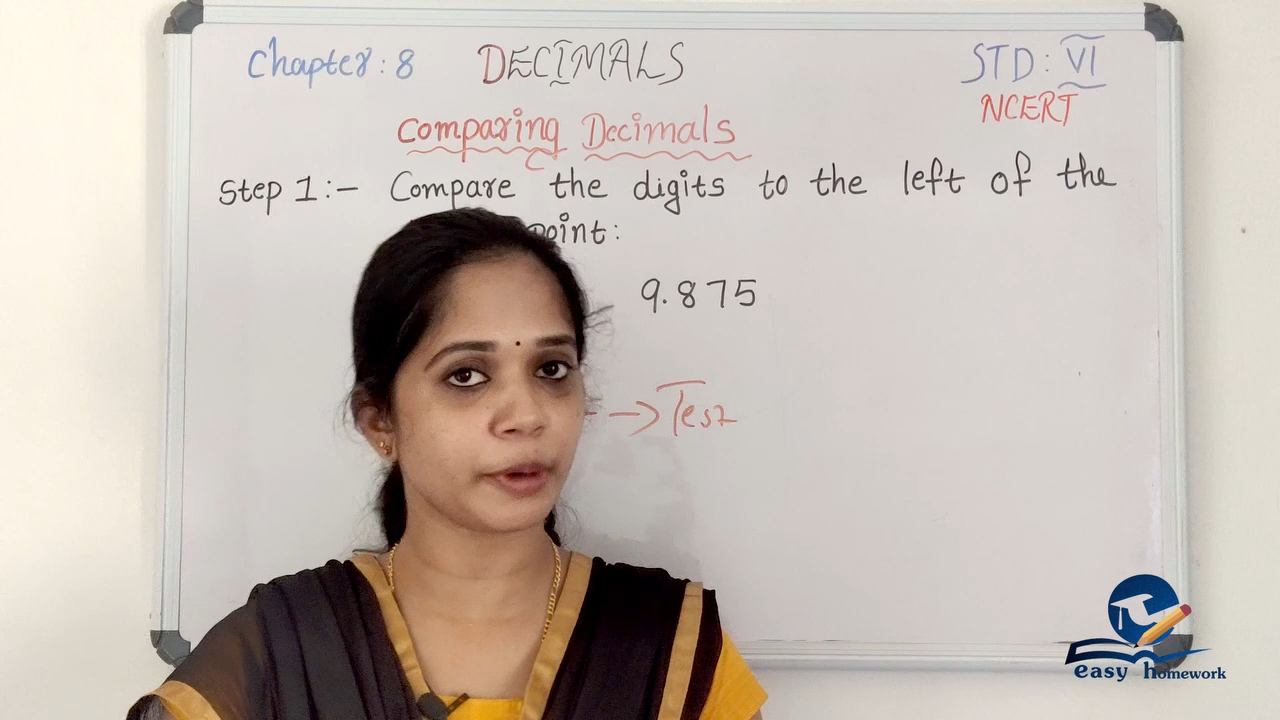 Chapter: 8 DECIMALS STD: VI
NCERT
Comparing Decimals
Step 1:- Compare the digits to the left of the
point:
9.875
→ Test
easy homework